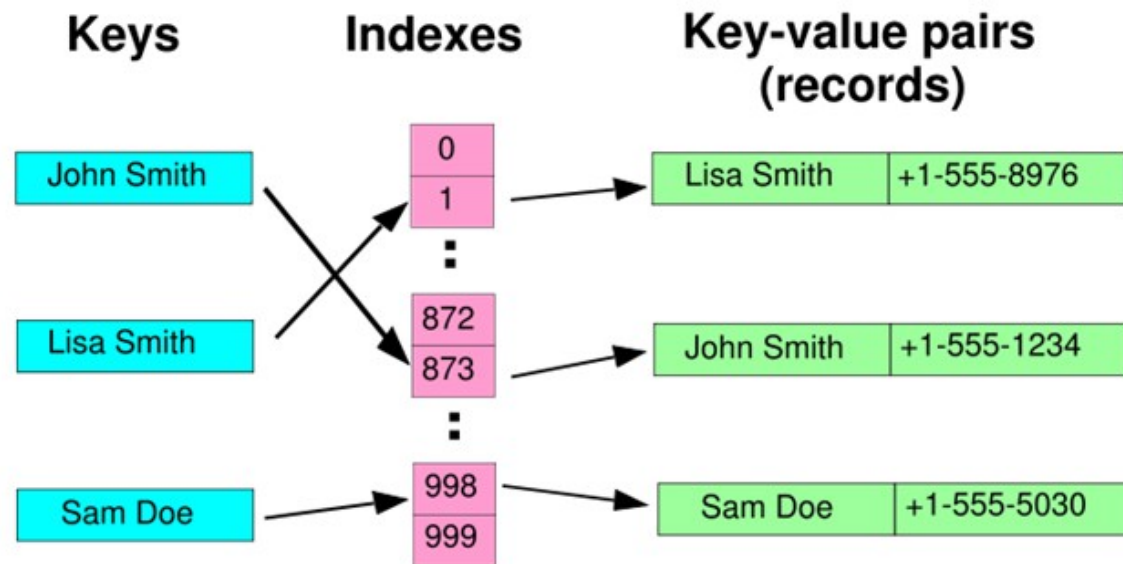 Keys
Indexes
Key-value pairs
(records)
John Smith
Lisa Smith
Sam Doe
0
1
:
872
873
:
998
999
Lisa Smith +1-555-8976
John Smith +1-555-1234
Sam Doe +1-555-5030